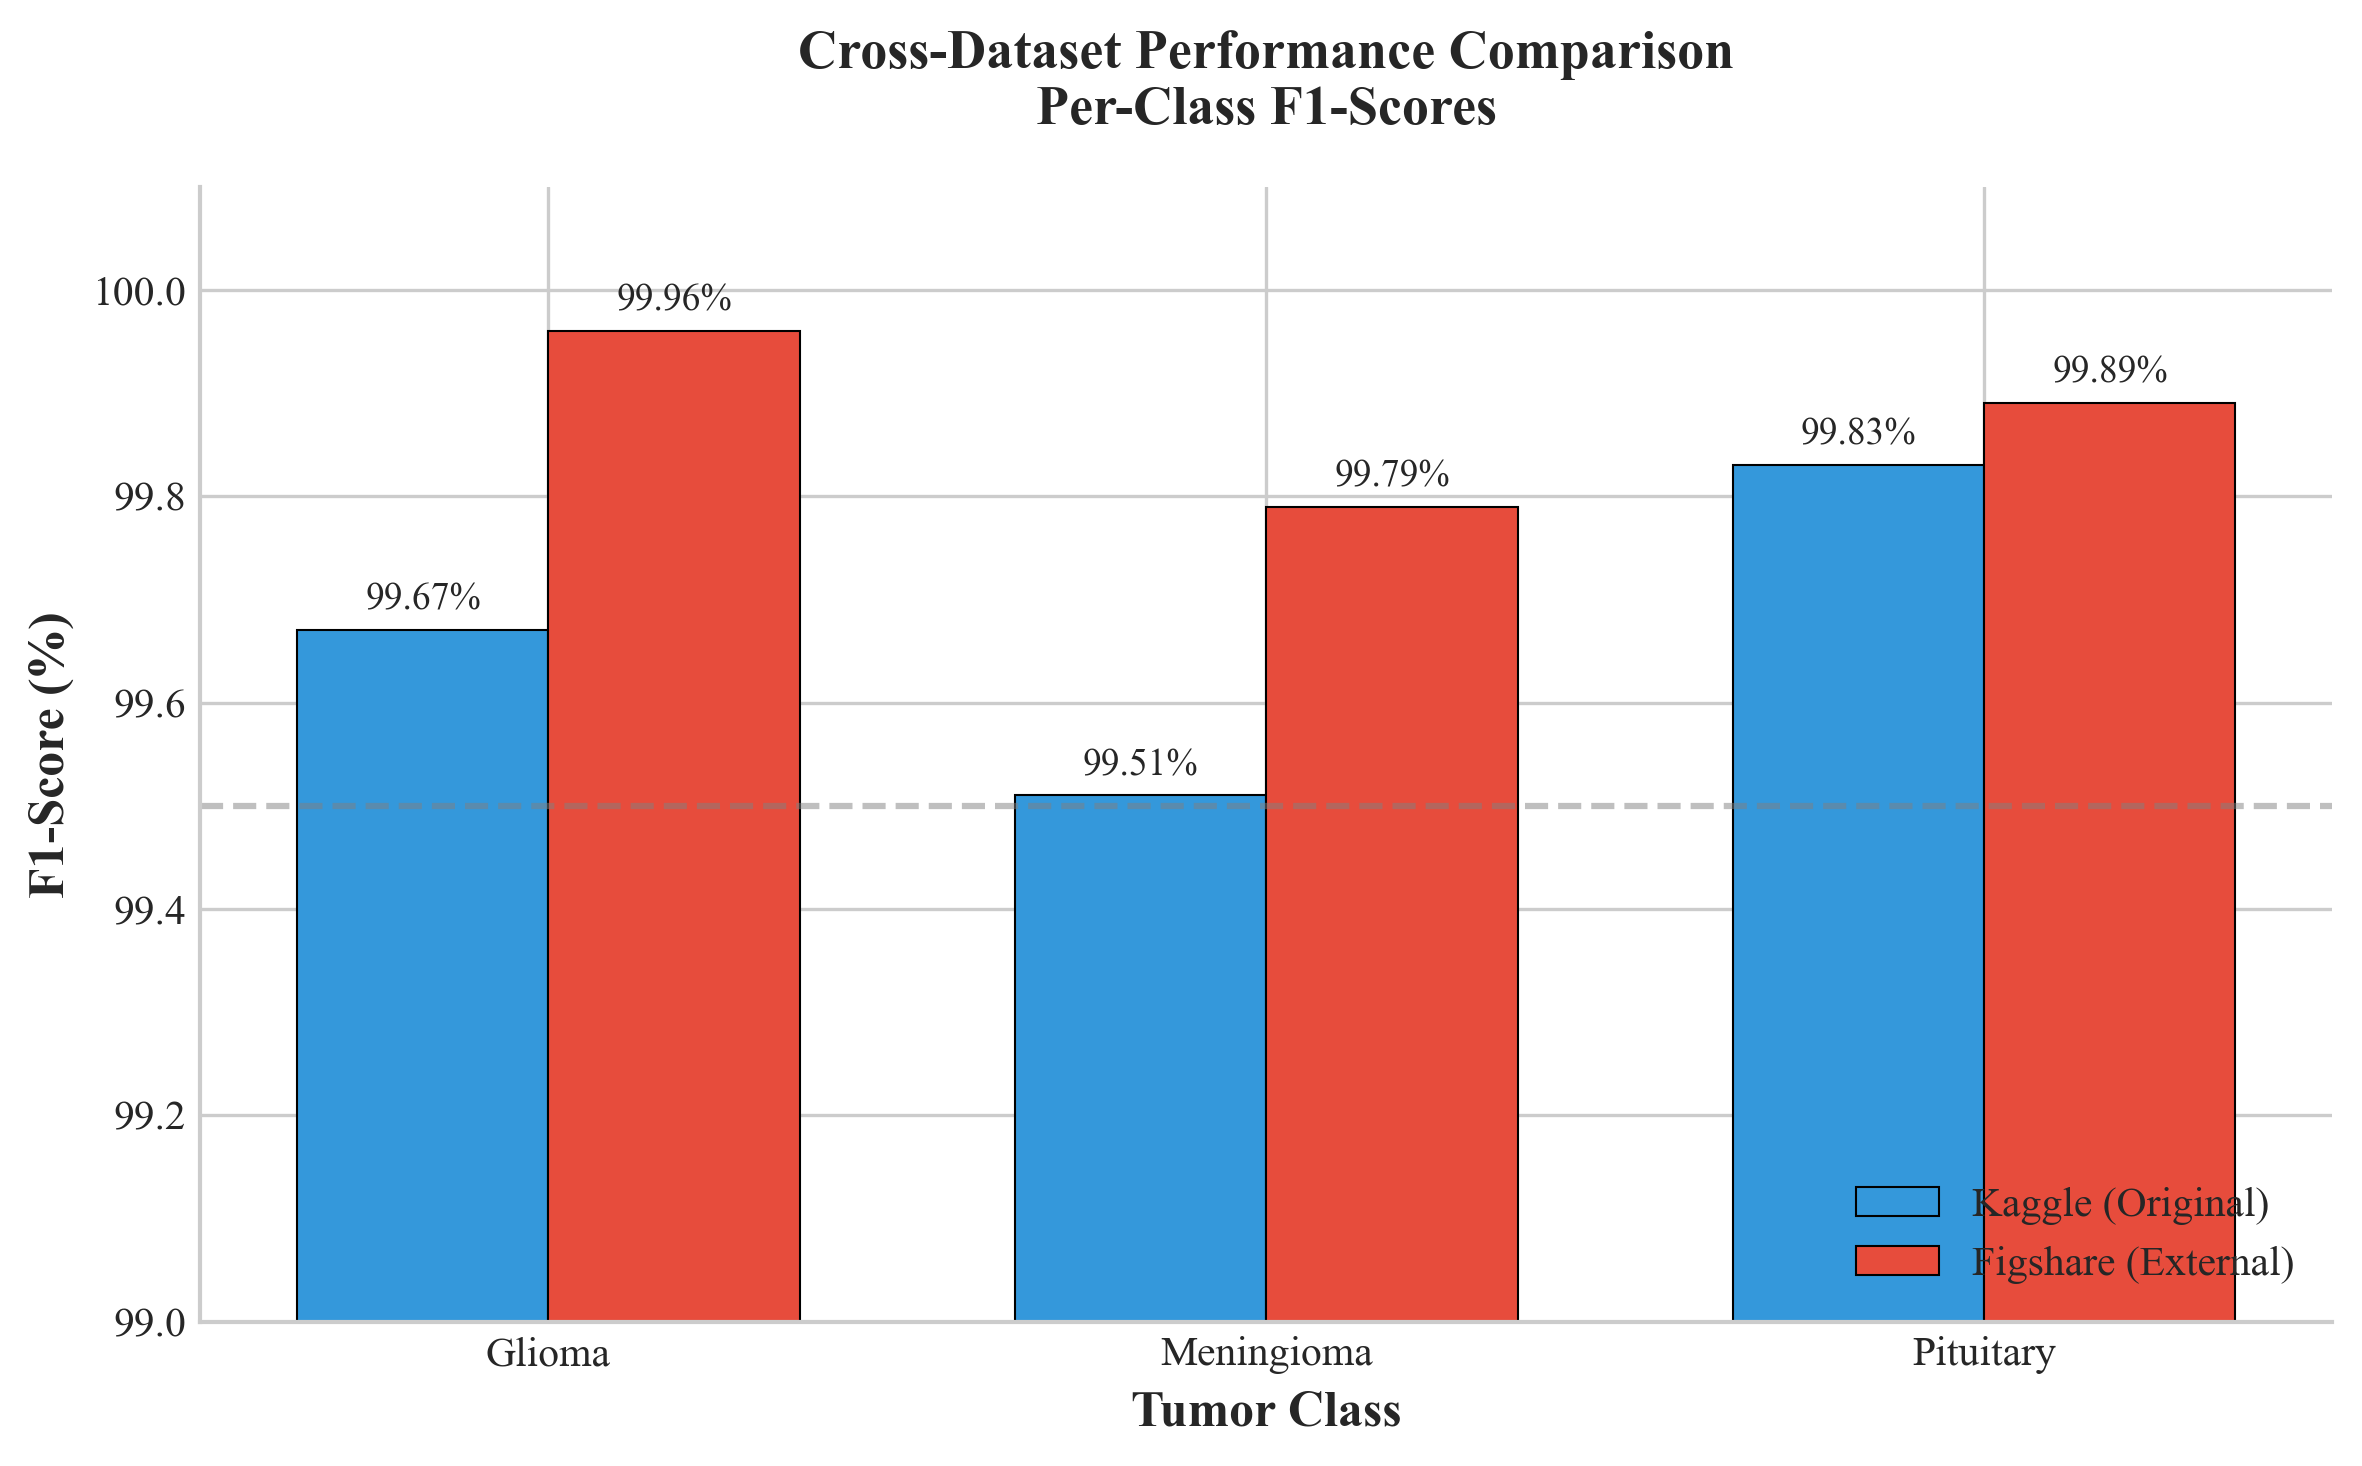 Cross-Dataset Performance Comparison
Per-Class F1-Scores
F1-Score (%)
100.0
99.8
99.6
99.4
99.2
99.0
99.67%
99.96%
99.51%
99.79%
99.83%
99.89%
Kaggle (Original)
Figshare (External)
Glioma
Meningioma
Pituitary
Tumor Class